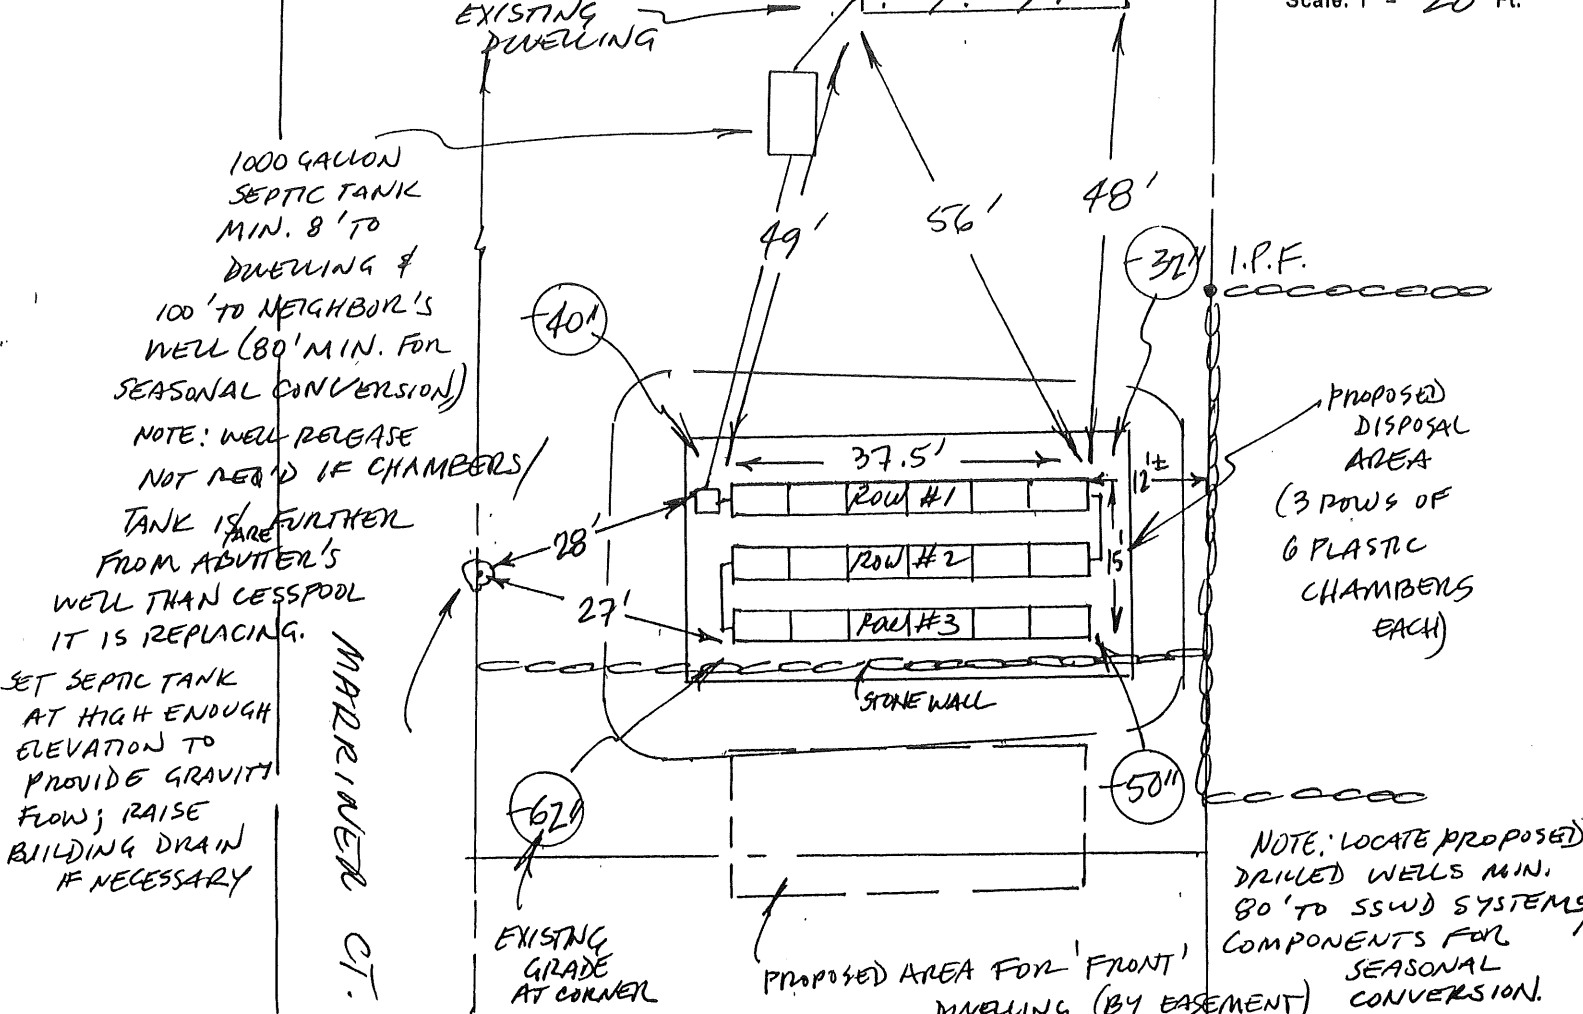 EXISTING
DWELLING
Scale: 1" = 20 Ft.
1000 GALLON
SEPTIC TANK
MIN. 8' TO
DWELLING &
100' TO NEIGHBOR'S
WELL (80' MIN. FOR
SEASONAL CONVERSION)
NOTE: WELL RELEASE
NOT REQ'D IF CHAMBERS/
TANK IS/ARE FURTHER
FROM ABUTTER'S
WELL THAN CESSPOOL
IT IS REPLACING.
SET SEPTIC TANK
AT HIGH ENOUGH
ELEVATION TO
PROVIDE GRAVITY
FLOW; RAISE
BUILDING DRAIN
IF NECESSARY
MARRINER CT.
49'
56'
48'
-32"
I.P.F.
-40"
37.5'
12'±
ROW #1
ROW #2
ROW #3
15'
28'
27'
STONE WALL
-62"
-50"
PROPOSED
DISPOSAL
AREA
(3 ROWS OF
6 PLASTIC
CHAMBERS
EACH)
EXISTING
GRADE
AT CORNER
PROPOSED AREA FOR 'FRONT'
DWELLING (BY EASEMENT)
NOTE: LOCATE PROPOSED
DRILLED WELLS MIN.
80' TO SSWD SYSTEMS
COMPONENTS FOR
SEASONAL
CONVERSION.